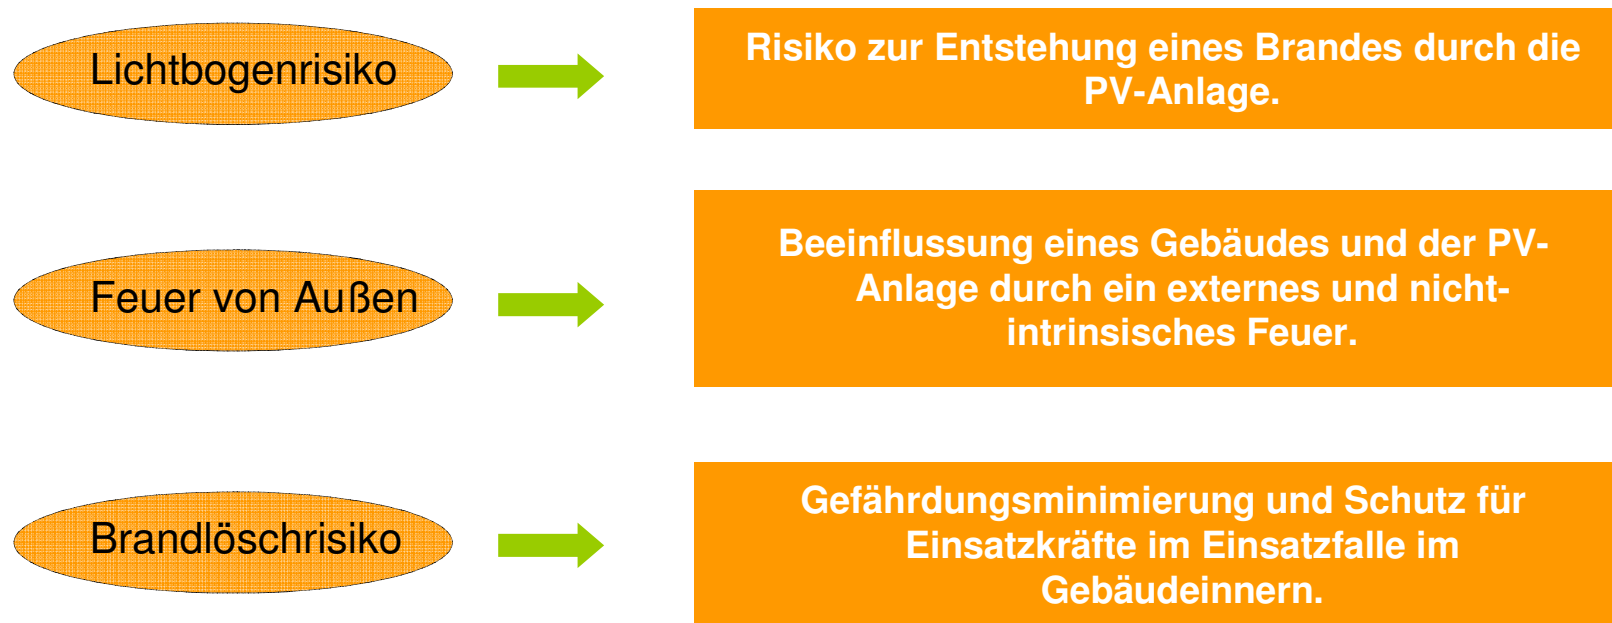 Lichtbogenrisiko
Risiko zur Entstehung eines Brandes durch die
PV-Anlage.
Feuer von Außen
Beeinflussung eines Gebäudes und der PV-
Anlage durch ein externes und nicht-
intrinsisches Feuer.
Brandlöschrisiko
Gefährdungsminimierung und Schutz für
Einsatzkräfte im Einsatzfalle im
Gebäudeinnern.